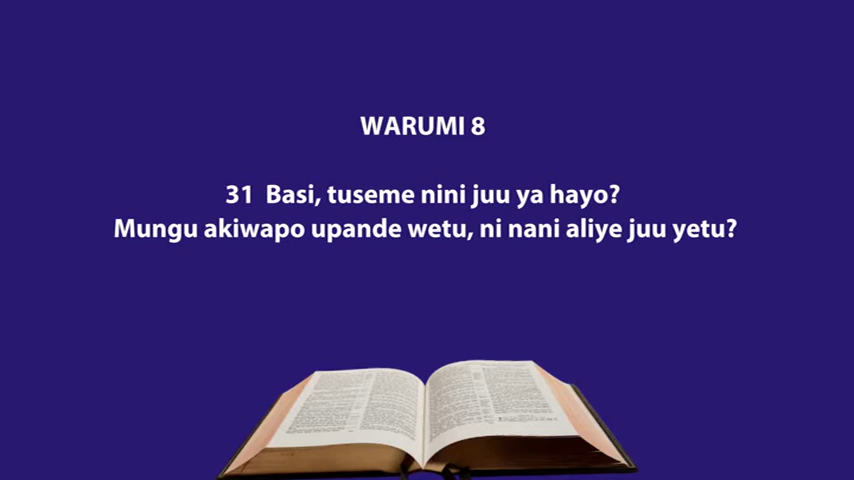 WARUMI 8
31 Basi, tuseme nini juu ya hayo?
Mungu akiwapo upande wetu, ni nani aliye juu yetu?